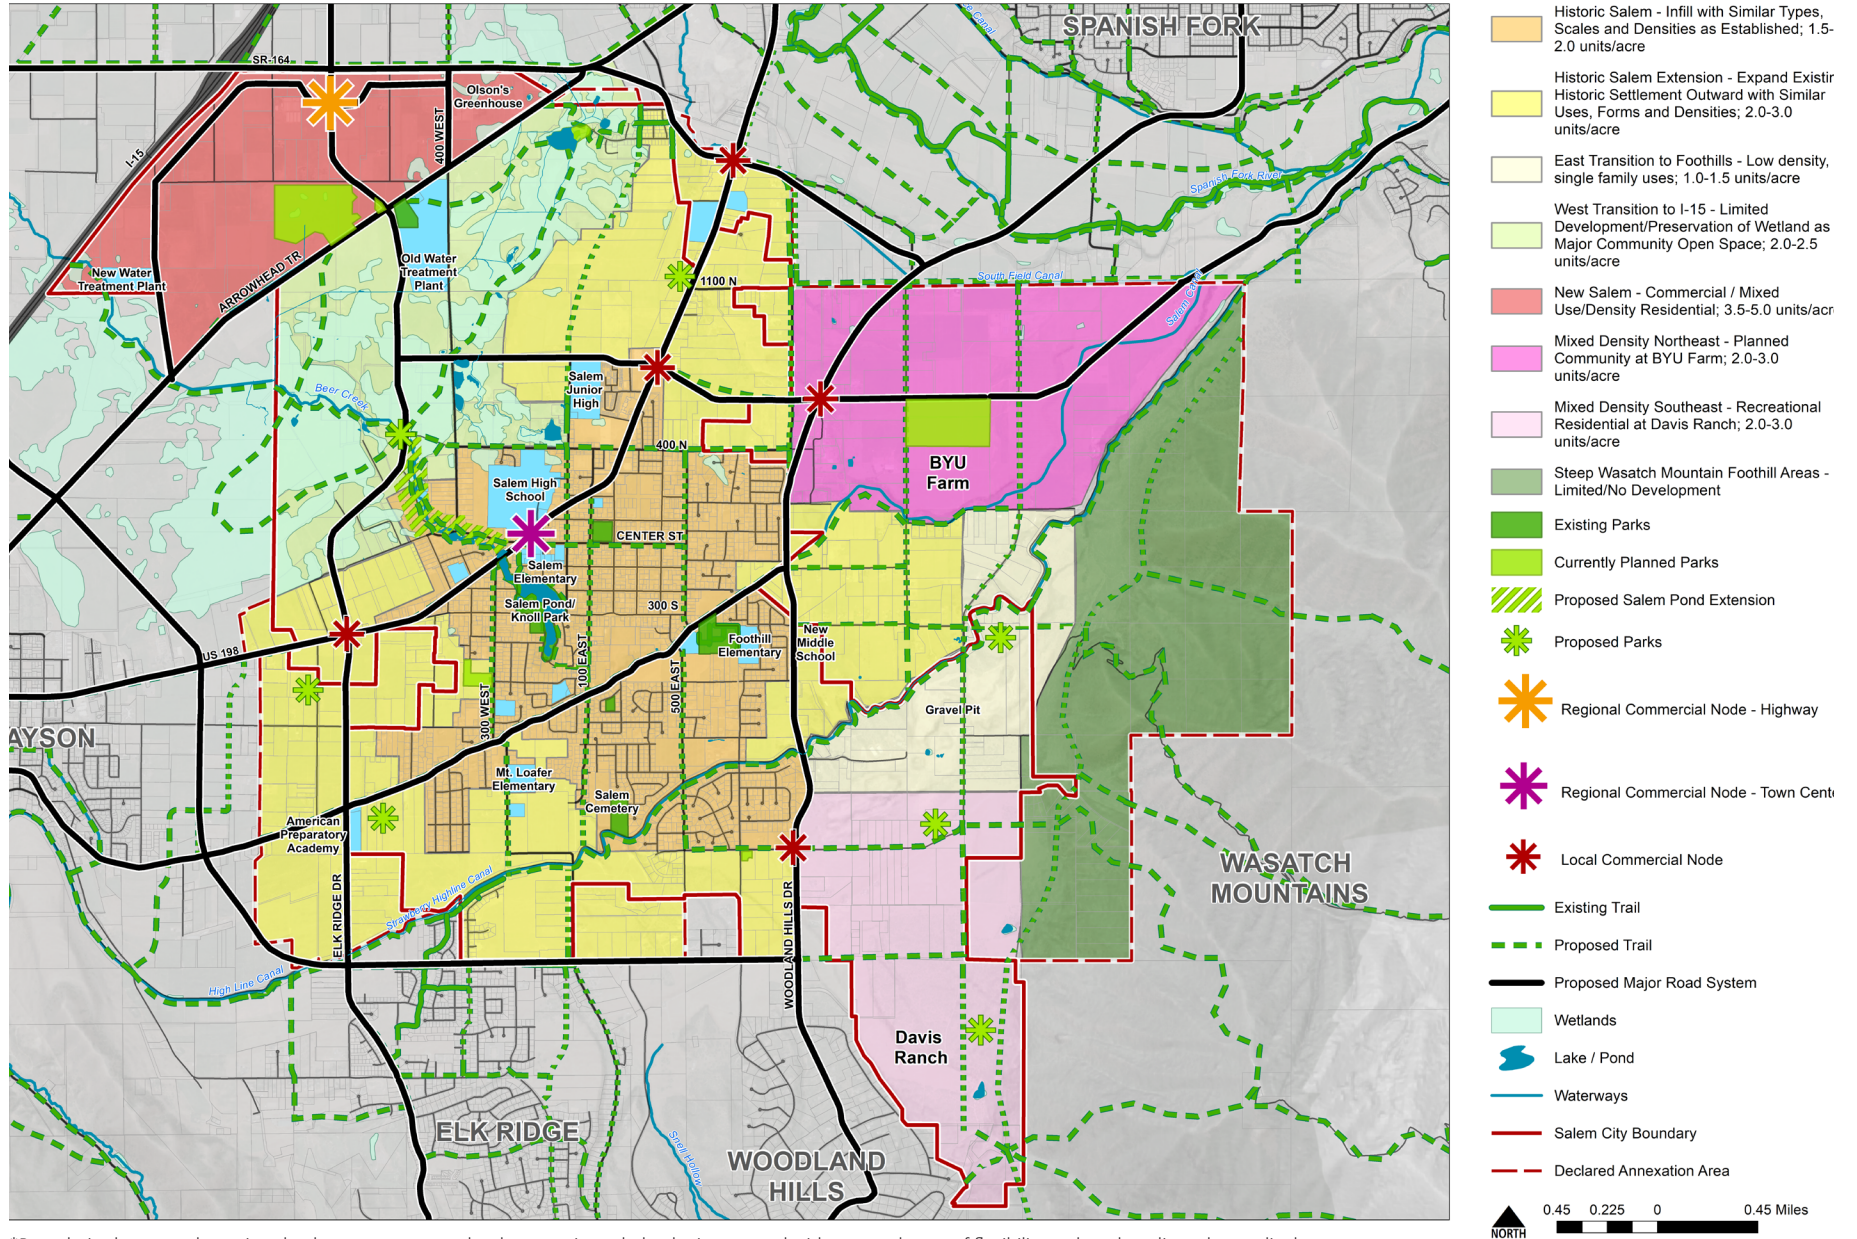 SPANISH FORK
SR-164
Olson's
Greenhouse
400 WEST
I-15
Spanish Fork River
New Water
Treatment Plant
ARROWHEAD TR
Old Water
Treatment
Plant
1100 N
South Field Canal
Salem Canal
Beer Creek
Salem
Junior
High
400 N
BYU
Farm
Salem High
School
CENTER ST
Salem
Elementary
Salem Pond/
Knoll Park
300 S
Foothill
Elementary
New
Middle
School
US 198
100 EAST
500 EAST
300 WEST
Gravel Pit
AYSON
Mt. Loafer
Elementary
Salem
Cemetery
American
Preparatory
Academy
WASATCH
MOUNTAINS
Strawberry Highline Canal
ELK RIDGE DR
WOODLAND HILLS DR
High Line Canal
Davis
Ranch
ELK RIDGE
WOODLAND
HILLS
Snell Hollow
Historic Salem - Infill with Similar Types,
Scales and Densities as Established; 1.5-
2.0 units/acre
Historic Salem Extension - Expand Existin
Historic Settlement Outward with Similar
Uses, Forms and Densities; 2.0-3.0
units/acre
East Transition to Foothills - Low density,
single family uses; 1.0-1.5 units/acre
West Transition to I-15 - Limited
Development/Preservation of Wetland as
Major Community Open Space; 2.0-2.5
units/acre
New Salem - Commercial / Mixed
Use/Density Residential; 3.5-5.0 units/acr
Mixed Density Northeast - Planned
Community at BYU Farm; 2.0-3.0
units/acre
Mixed Density Southeast - Recreational
Residential at Davis Ranch; 2.0-3.0
units/acre
Steep Wasatch Mountain Foothill Areas -
Limited/No Development
Existing Parks
Currently Planned Parks
Proposed Salem Pond Extension
Proposed Parks
Regional Commercial Node - Highway
Regional Commercial Node - Town Cente
Local Commercial Node
Existing Trail
Proposed Trail
Proposed Major Road System
Wetlands
Lake / Pond
Waterways
Salem City Boundary
Declared Annexation Area
0.45 0.225 0 0.45 Miles
NORTH